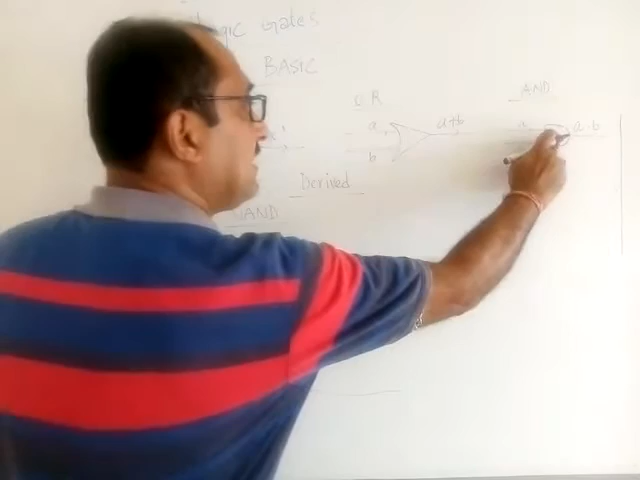 Logic Gates
BASIC
OR
AND
a
a+b
b
a
a.b
Derived
NAND